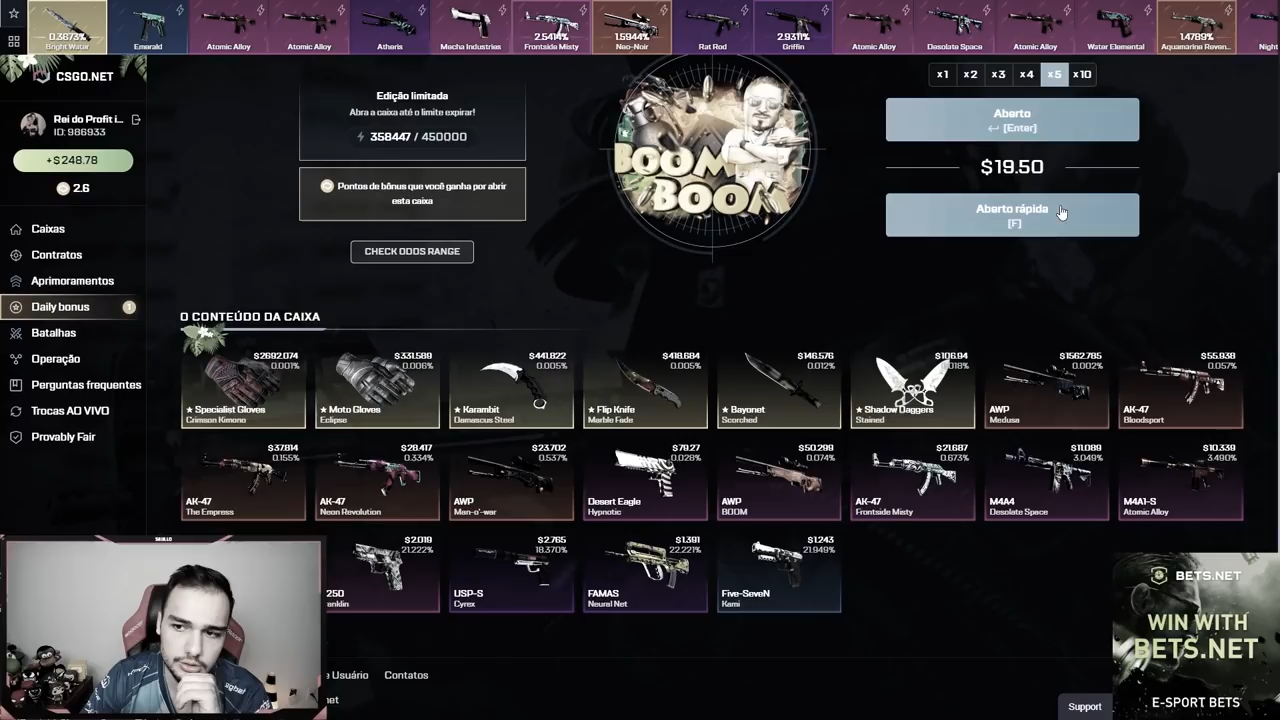 0.3673%
Bright Water
Emerald
Atomic Alloy
Atomic Alloy
Atheris
Mecha Industries
2.5414%
Frontside Misty
1.5944%
Neo-Noir
Rat Rod
2.9311%
Griffin
Atomic Alloy
Desolate Space
Atomic Alloy
Water Elemental
1.4789%
Aquamarine Reven...
Night
CSGO.NET
Rei do Profit i...
ID: 986933
+$248.78
2.6
Caixas
Contratos
Aprimoramentos
Daily bonus
1
Batalhas
Operação
Perguntas frequentes
Trocas AO VIVO
Provably Fair
Edição limitada
Abra a caixa até o limite expirar!
358447 / 450000
Pontos de bônus que você ganha por abrir
esta caixa
CHECK ODDS RANGE
BOOM
BOOM
x1 x2 x3 x4 x5 x10
Aberto
[Enter]
$19.50
Aberto rápida
[F]
O CONTEÚDO DA CAIXA
$2692.074
0.001%
★ Specialist Gloves
Crimson Kimono
$331.589
0.006%
★ Moto Gloves
Eclipse
$441.822
0.005%
★ Karambit
Damascus Steel
$418.684
0.005%
★ Flip Knife
Marble Fade
$146.576
0.012%
★ Bayonet
Scorched
$106.94
★ Shadow Daggers
Stained
$1562.785
0.002%
AWP
Medusa
$55.938
0.057%
AK-47
Bloodsport
$37.814
0.155%
AK-47
The Empress
$28.417
0.334%
AK-47
Neon Revolution
$23.702
0.537%
AWP
Man-o'-war
$79.27
0.028%
Desert Eagle
Hypnotic
$50.299
0.074%
AWP
BOOM
$21.687
0.673%
AK-47
Frontside Misty
$11.089
3.049%
M4A4
Desolate Space
$10.339
3.490%
M4A1-S
Atomic Alloy
$2.019
21.222%
250
anklin
$2.765
18.370%
USP-S
Cyrex
$1.391
22.221%
FAMAS
Neural Net
$1.243
21.949%
Five-SeveN
Kami
e Usuário
Contatos
net
Support
BETS.NET
WIN WITH
BETS.NET
E-SPORT BETS